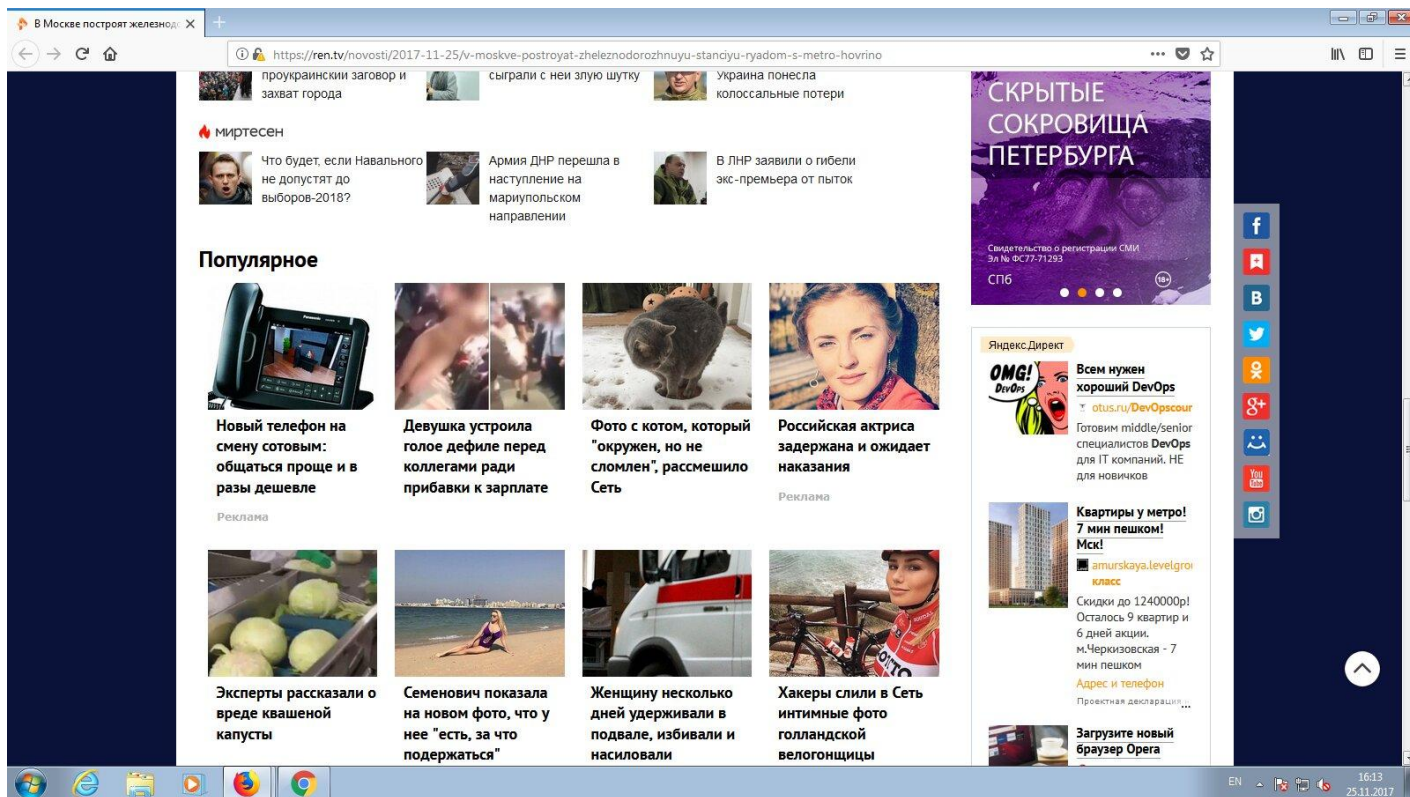 В Москве построят железнодо
https://ren.tv/novosti/2017-11-25/v-moskve-postroyat-zheleznodorozhnuyu-stanciyu-ryadom-s-metro-hovrino
проукраинский заговор и
захват города
сыграли с ней злую шутку
Украина понесла
колоссальные потери
миртесен
Что будет, если Навального
не допустят до
выборов-2018?
Армия ДНР перешла в
наступление на
мариупольском
направлении
В ЛНР заявили о гибели
экс-премьера от пыток
Популярное
Panasonic
Новый телефон на
смену сотовым:
общаться проще и в
разы дешевле
Реклама
Девушка устроила
голое дефиле перед
коллегами ради
прибавки к зарплате
Фото с котом, который
"окружен, но не
сломлен", рассмешило
Сеть
Российская актриса
задержана и ожидает
наказания
Реклама
Эксперты рассказали о
вреде квашеной
капусты
Семенович показала
на новом фото, что у
нее "есть, за что
подержаться"
Женщину несколько
дней удерживали в
подвале, избивали и
насиловали
LOTTO
Хакеры слили в Сеть
интимные фото
голландской
велогонщицы
СКРЫТЫЕ
СОКРОВИЩА
ПЕТЕРБУРГА
Свидетельство о регистрации СМИ
Эл № ФС77-71293
СПб
18+
Яндекс.Директ
OMG!
DevOps
Всем нужен
хороший DevOps
otus.ru/DevOpscour
Готовим middle/senior
специалистов DevOps
для IT компаний. НЕ
для новичков
Квартиры у метро!
7 мин пешком!
Мск!
amurskaya.levelgrou
класс
Скидки до 1240000р!
Осталось 9 квартир и
6 дней акции.
м.Черкизовская - 7
мин пешком
Адрес и телефон
Проектная декларация...
Загрузите новый
браузер Opera
f
B
g+
You
Tube
EN
16:13
25.11.2017